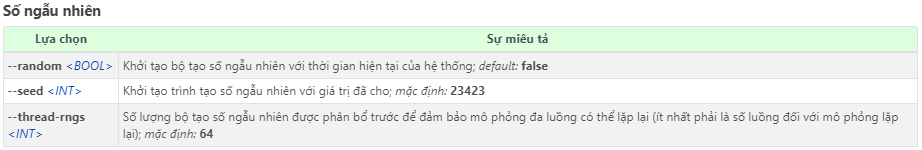 Số ngẫu nhiên
Lựa chọn Sự miêu tả
--random <BOOL> Khởi tạo bộ tạo số ngẫu nhiên với thời gian hiện tại của hệ thống; default: false
--seed <INT> Khởi tạo trình tạo số ngẫu nhiên với giá trị đã cho; mặc định: 23423
--thread-rngs Số lượng bộ tạo số ngẫu nhiên được phân bổ trước để đảm bảo mô phỏng đa luồng có thể lặp lại (ít nhất phải là số luồng đối với mô phỏng lặp
<INT> lại); mặc định: 64